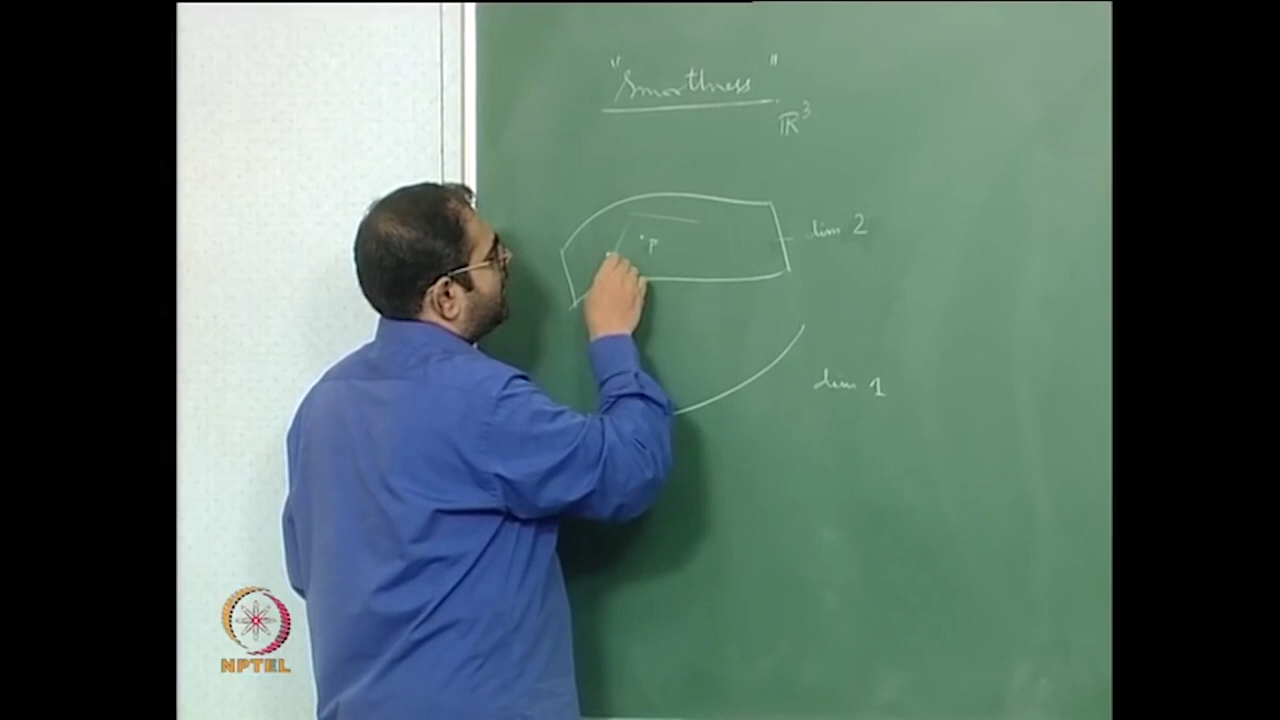 "Smoothness"
ℝ³
dim 2
p
dim 1
NPTEL